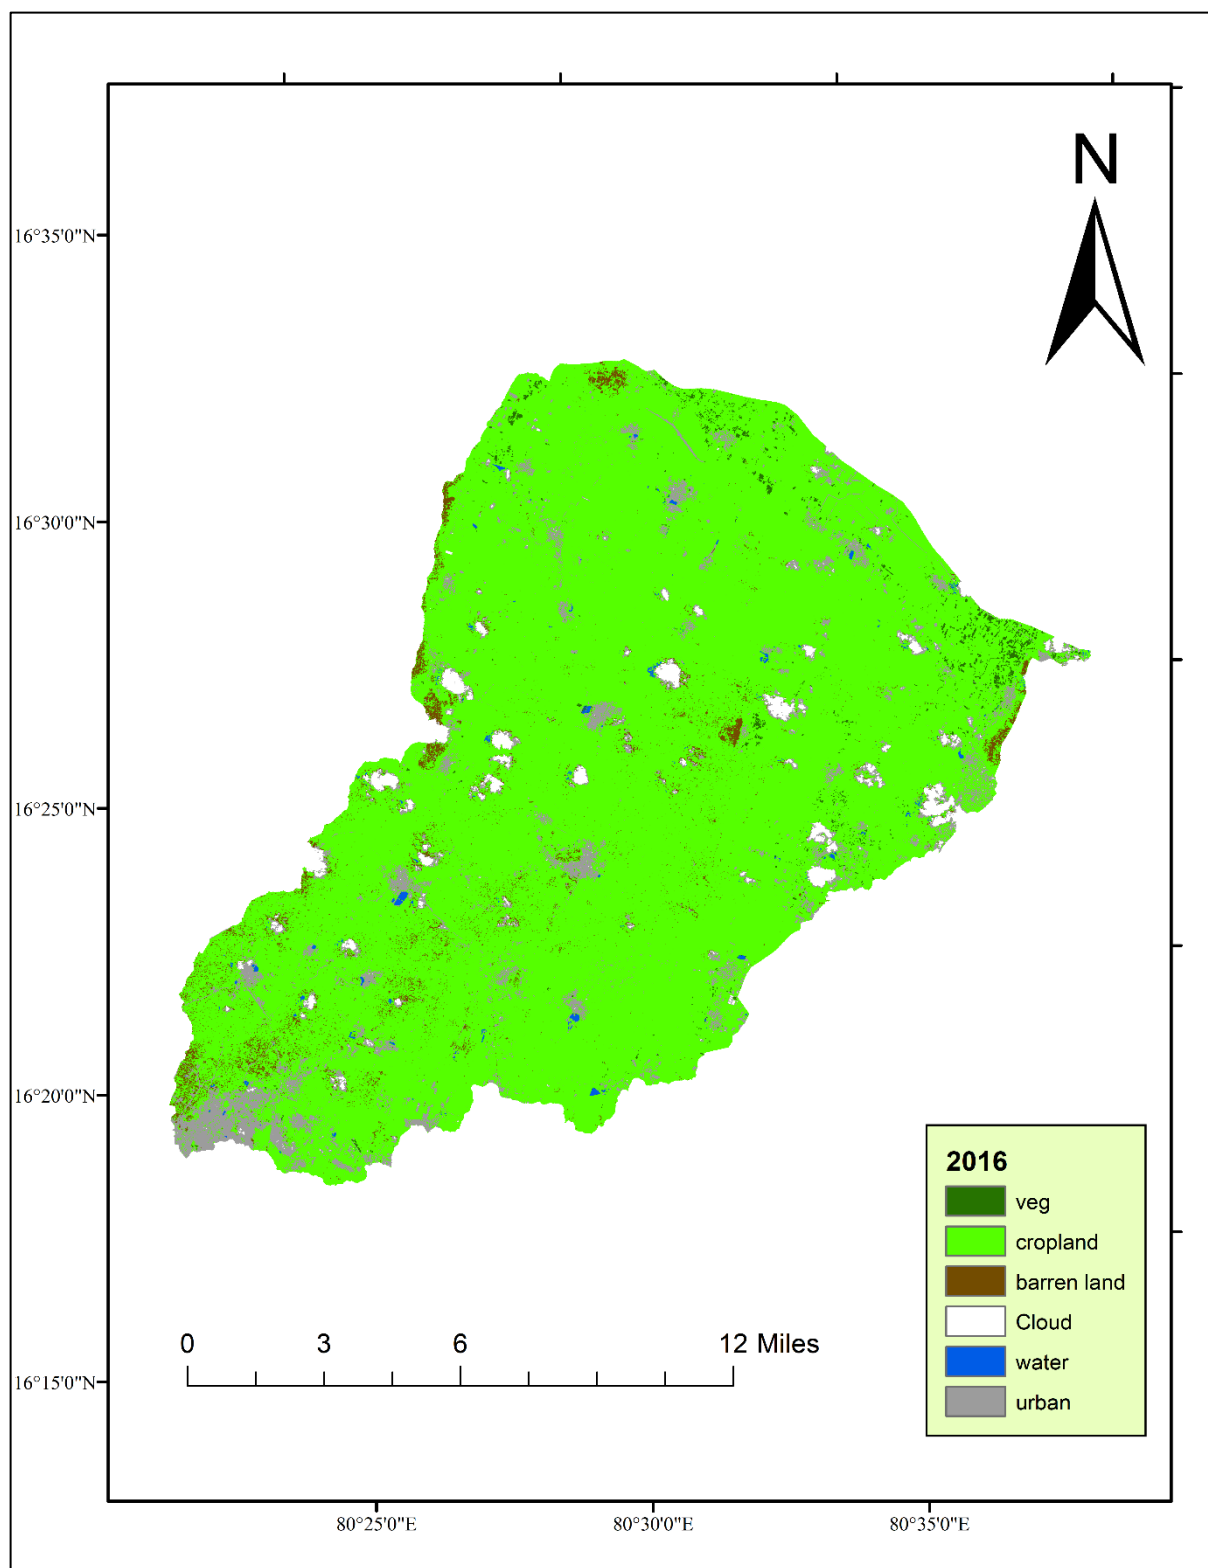 N
16°35'0"N
16°30'0"N
16°25'0"N
16°20'0"N
16°15'0"N
2016
veg
cropland
barren land
Cloud
water
urban
0 3 6 12 Miles
80°25'0"E 80°30'0"E 80°35'0"E